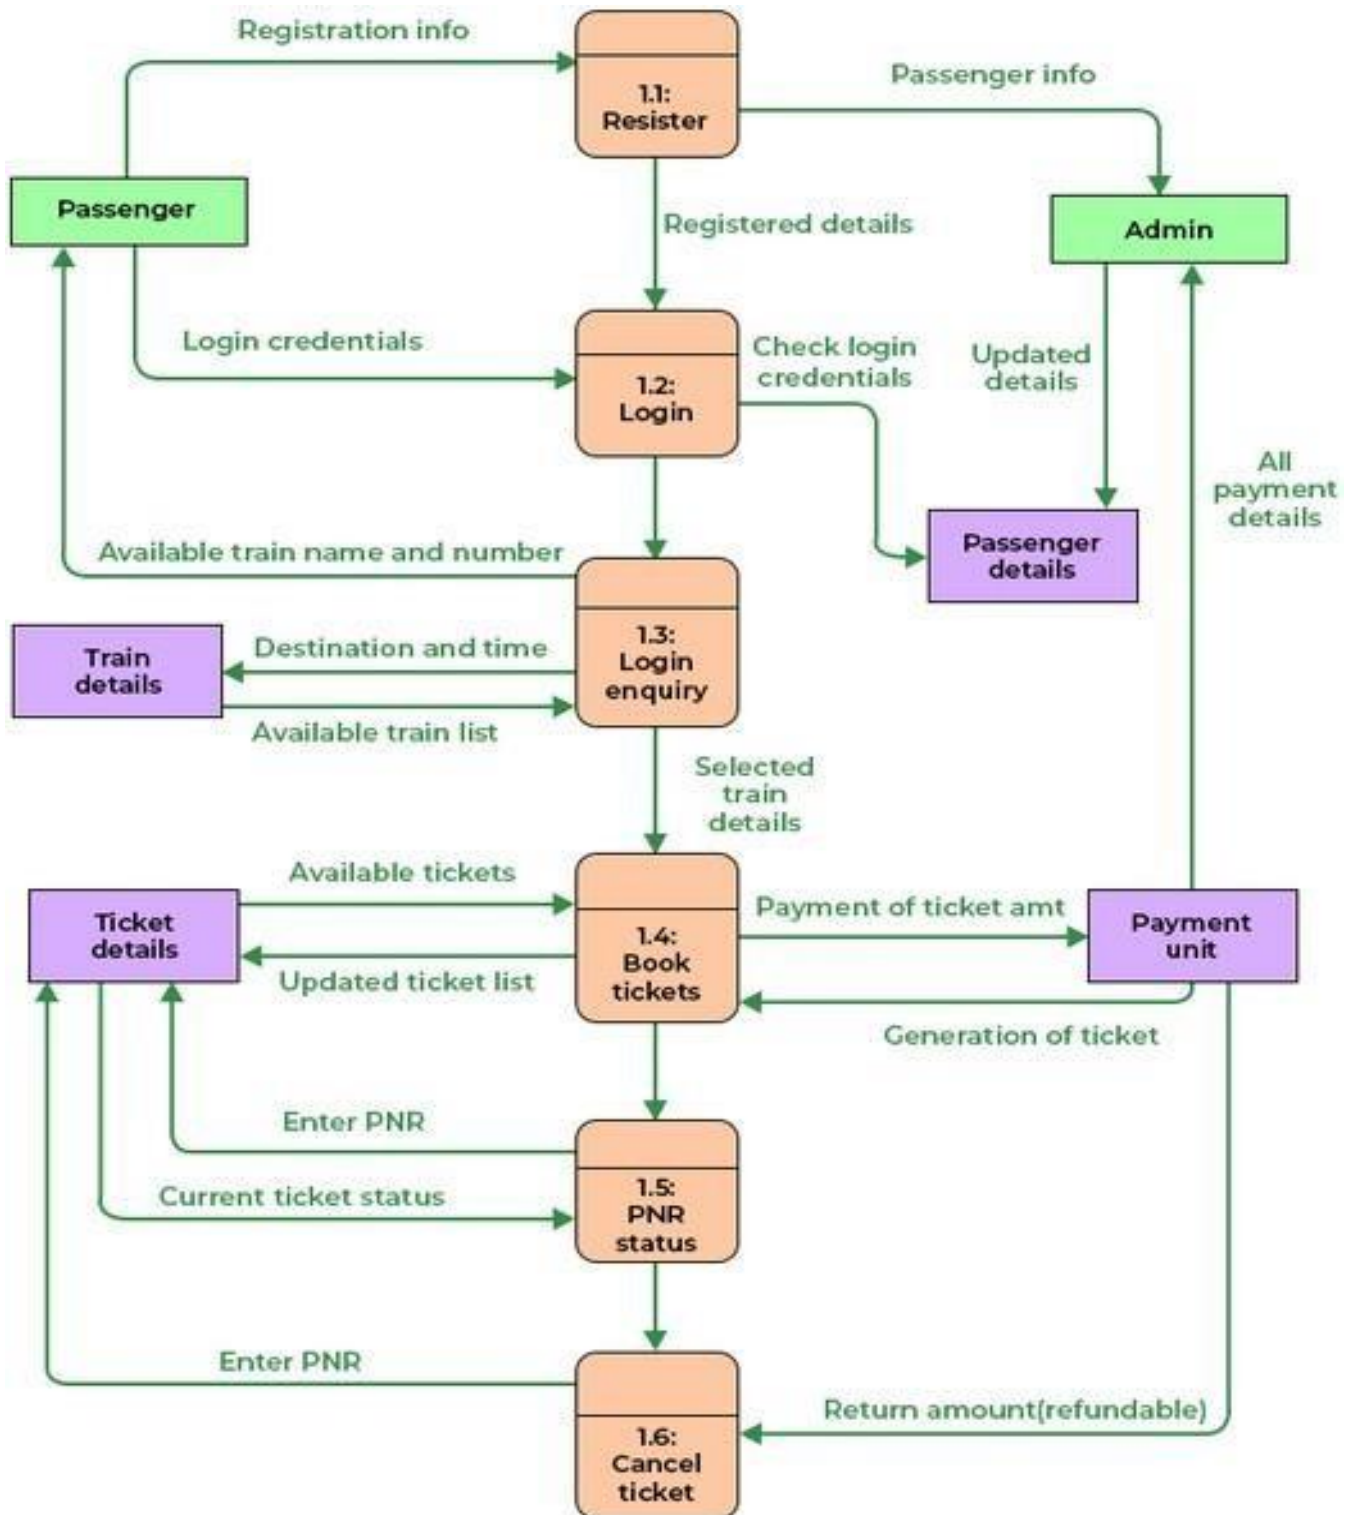 Registration info
1.1:
Resister
Passenger info
Passenger
Admin
Registered details
Login credentials
1.2:
Login
Check login
credentials
Updated
details
All
payment
details
Available train name and number
Passenger
details
Train
details
Destination and time
1.3:
Login
enquiry
Available train list
Selected
train
details
Available tickets
Ticket
details
Updated ticket list
1.4:
Book
tickets
Payment of ticket amt
Payment
unit
Generation of ticket
Enter PNR
Current ticket status
1.5:
PNR
status
Enter PNR
1.6:
Cancel
ticket
Return amount(refundable)